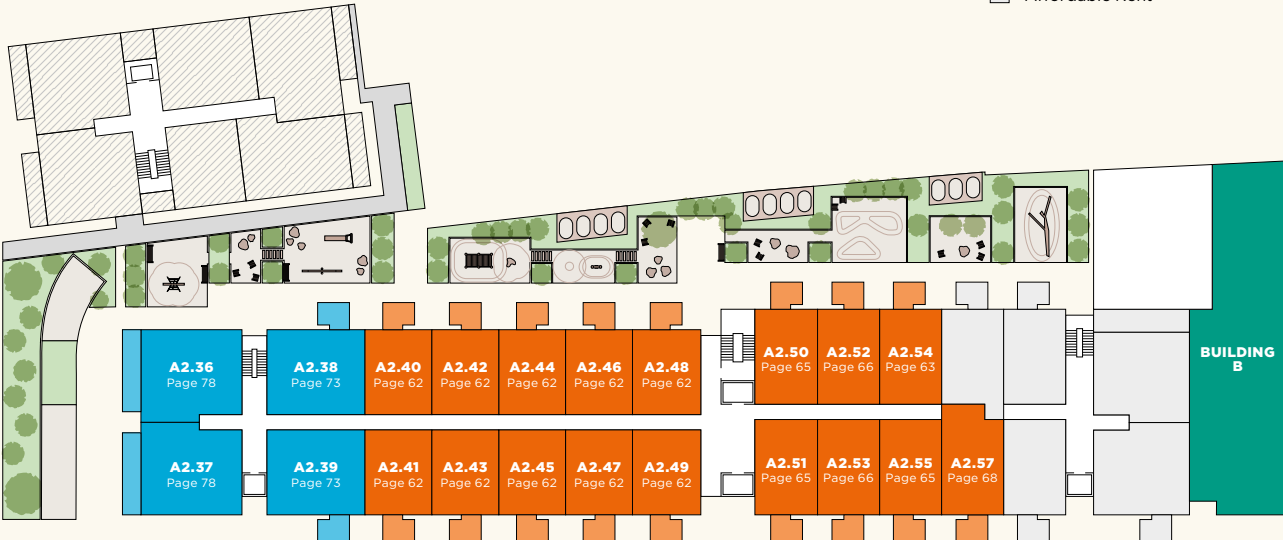 A2.36
Page 78
A2.38
Page 73
A2.40
Page 62
A2.42
Page 62
A2.44
Page 62
A2.46
Page 62
A2.48
Page 62
A2.50
Page 65
A2.52
Page 66
A2.54
Page 63
BUILDING
B
A2.37
Page 78
A2.39
Page 73
A2.41
Page 62
A2.43
Page 62
A2.45
Page 62
A2.47
Page 62
A2.49
Page 62
A2.51
Page 65
A2.53
Page 66
A2.55
Page 65
A2.57
Page 68